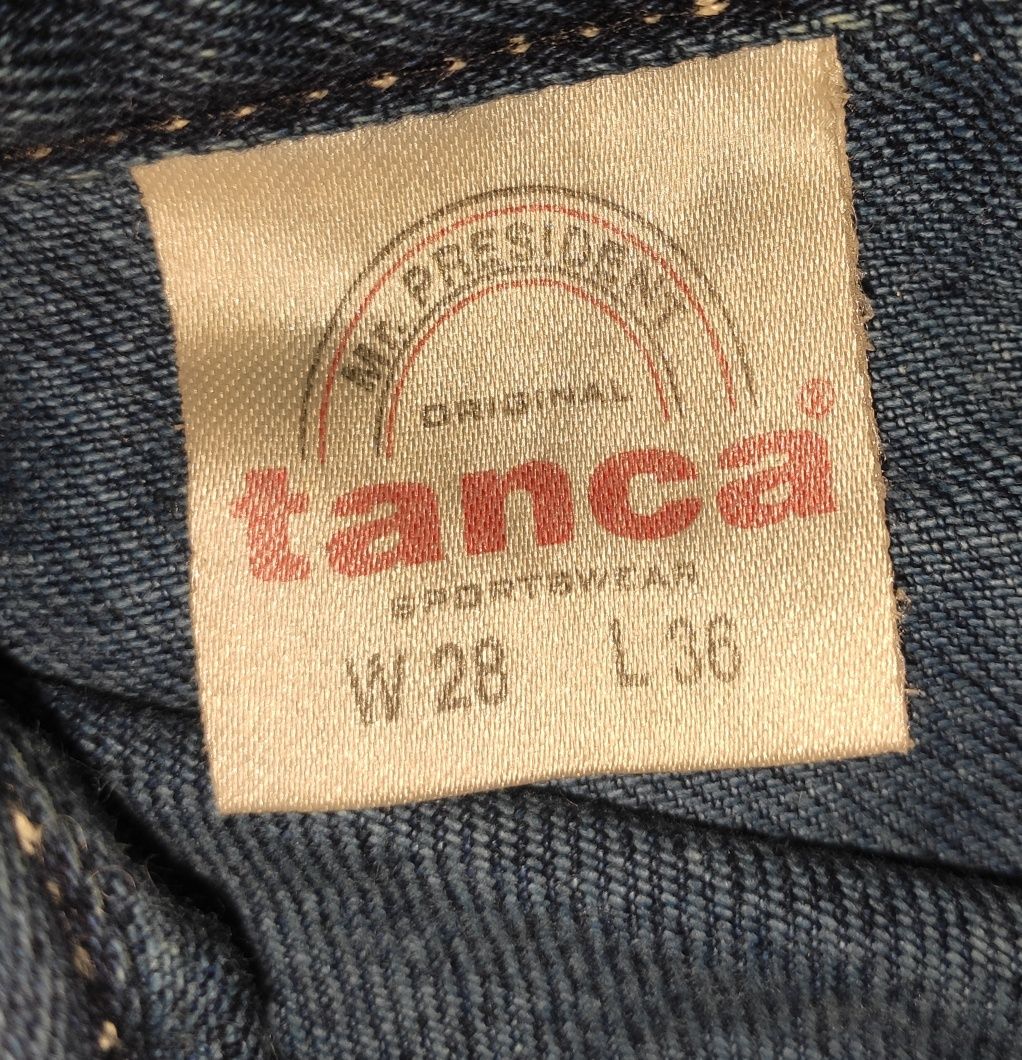 Mr. PRESIDENT
ORIGINAL
tanca®
SPORTSWEAR
W 28 L 36